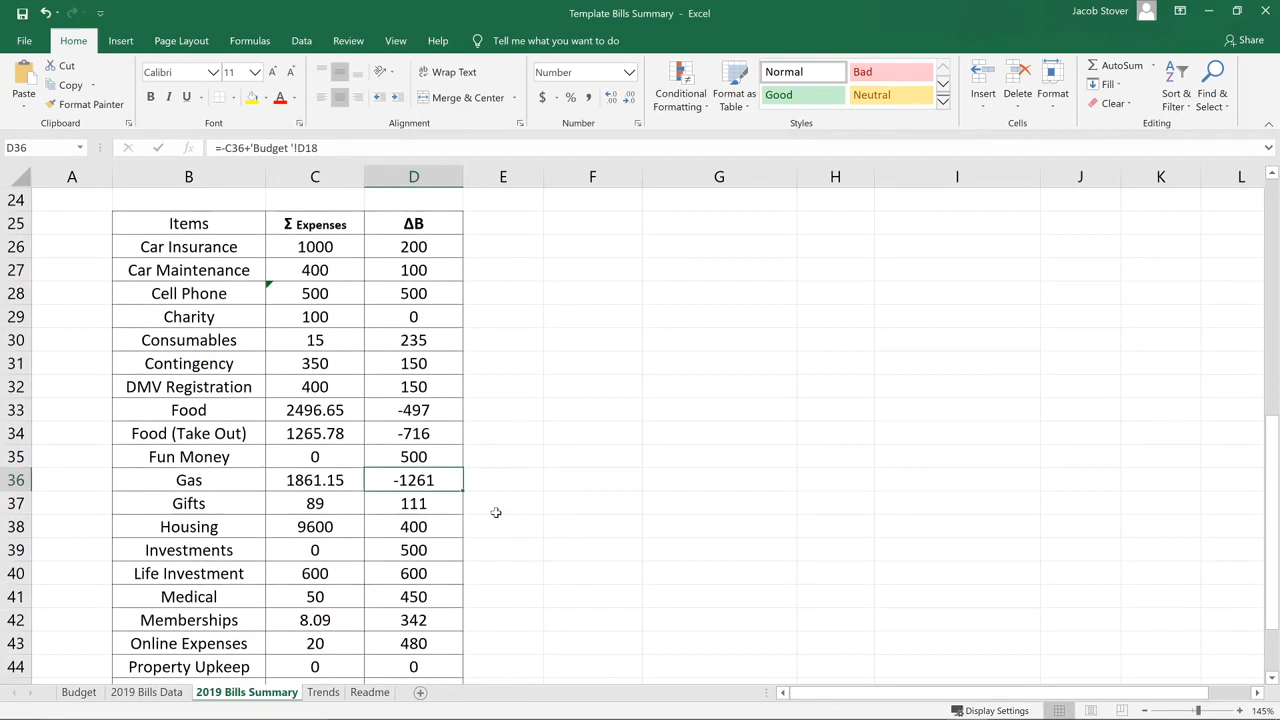 Template Bills Summary - Excel
Jacob Stover
File Home Insert Page Layout Formulas Data Review View Help Tell me what you want to do Share
Paste
Cut
Copy
Format Painter
Clipboard
Calibri 11
B I U
Font
Wrap Text
Merge & Center
Alignment
Number
$ % ,
Number
Conditional Formatting
Format as Table
Normal Bad
Good Neutral
Styles
Insert Delete Format
Cells
AutoSum
Fill
Clear
Sort & Filter
Find & Select
Editing
D36 fx =-C36+'Budget '!D18
A B C D E F G H I J K L
24
25 Items Σ Expenses ΔB
26 Car Insurance 1000 200
27 Car Maintenance 400 100
28 Cell Phone 500 500
29 Charity 100 0
30 Consumables 15 235
31 Contingency 350 150
32 DMV Registration 400 150
33 Food 2496.65 -497
34 Food (Take Out) 1265.78 -716
35 Fun Money 0 500
36 Gas 1861.15 -1261
37 Gifts 89 111
38 Housing 9600 400
39 Investments 0 500
40 Life Investment 600 600
41 Medical 50 450
42 Memberships 8.09 342
43 Online Expenses 20 480
44 Property Upkeep 0 0
Budget 2019 Bills Data 2019 Bills Summary Trends Readme
Display Settings 145%